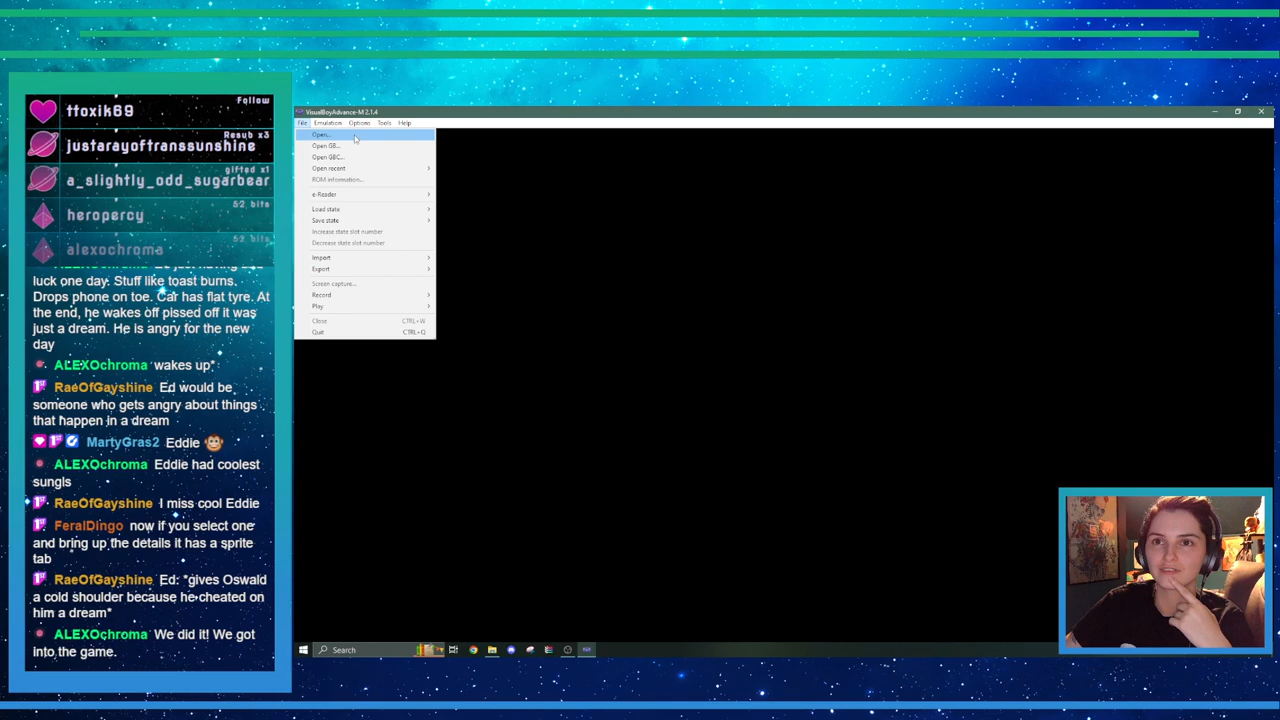 Follow
ttoxik69
Resub x3
justarayoftranssunshine
gifted x1
a_slightly_odd_sugarbear
52 bits
heropercy
52 bits
alexochroma
luck one day. Stuff like toast burns.
Drops phone on toe. Car has flat tyre. At
the end, he wakes off pissed off it was
just a dream. He is angry for the new
day
ALEXOchroma wakes up*
RaeOfGayshine Ed would be
someone who gets angry about things
that happen in a dream
MartyGras2 Eddie
ALEXOchroma Eddie had coolest
sungls
RaeOfGayshine I miss cool Eddie
FeralDingo now if you select one
and bring up the details it has a sprite
tab
RaeOfGayshine Ed: *gives Oswald
a cold shoulder because he cheated on
him a dream*
ALEXOchroma We did it! We got
into the game.
VisualBoyAdvance-M 2.1.4
File Emulation Options Tools Help
Open...
Open GB...
Open GBC...
Open recent
ROM information...
e-Reader
Load state
Save state
Increase state slot number
Decrease state slot number
Import
Export
Screen capture...
Record
Play
Close CTRL+W
Quit CTRL+Q
Search